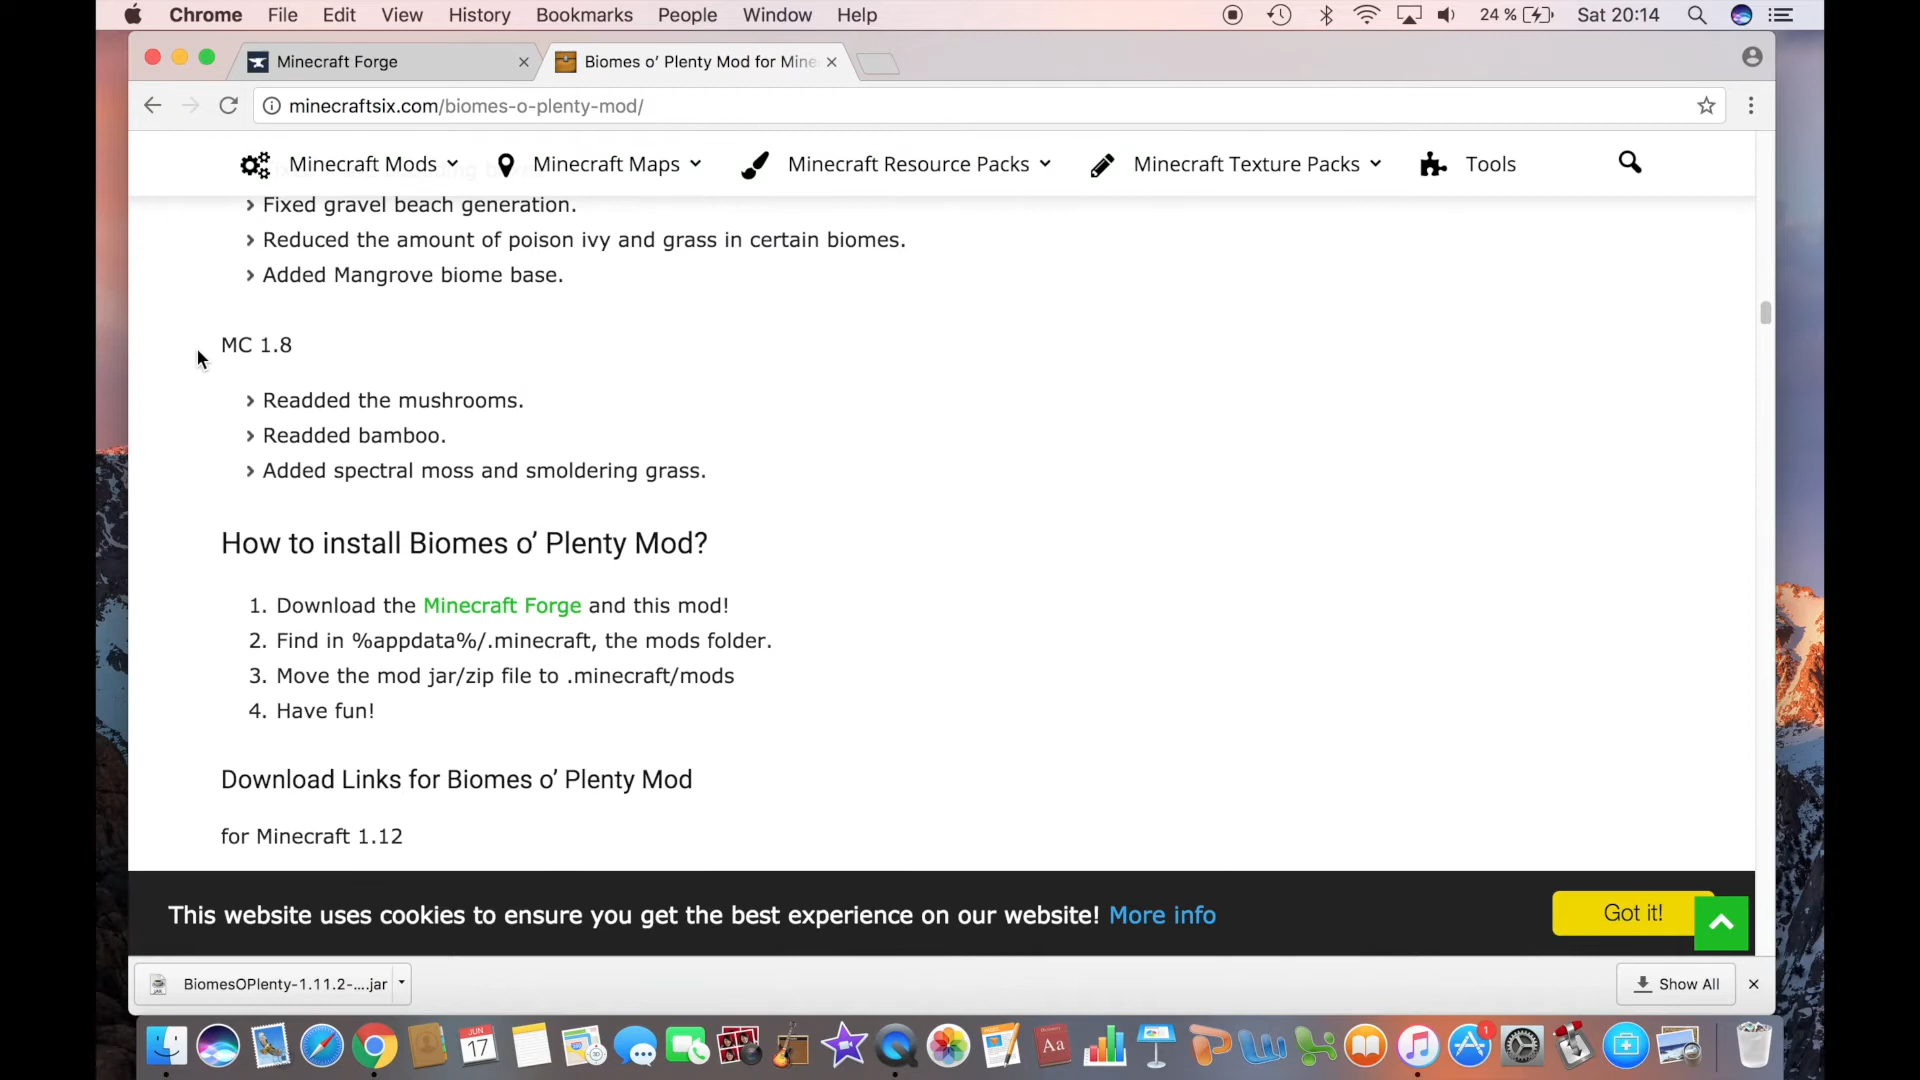 Chrome File Edit View History Bookmarks People Window Help 24 % Sat 20:14
Minecraft Forge Biomes o’ Plenty Mod for Mine
minecraftsix.com/biomes-o-plenty-mod/
Minecraft Mods Minecraft Maps Minecraft Resource Packs Minecraft Texture Packs Tools
Fixed gravel beach generation.
Reduced the amount of poison ivy and grass in certain biomes.
Added Mangrove biome base.
MC 1.8
Readded the mushrooms.
Readded bamboo.
Added spectral moss and smoldering grass.
How to install Biomes o’ Plenty Mod?
1. Download the Minecraft Forge and this mod!
2. Find in %appdata%/.minecraft, the mods folder.
3. Move the mod jar/zip file to .minecraft/mods
4. Have fun!
Download Links for Biomes o’ Plenty Mod
for Minecraft 1.12
This website uses cookies to ensure you get the best experience on our website! More info Got it!
BiomesOPlenty-1.11.2-....jar Show All
JUN
17
Aa
1